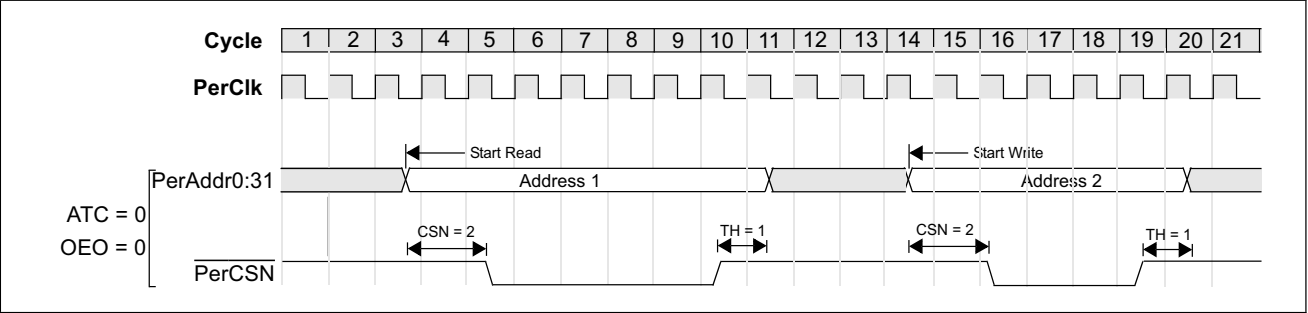 Cycle 1 2 3 4 5 6 7 8 9 10 11 12 13 14 15 16 17 18 19 20 21
PerClk
Start Read Start Write
PerAddr0:31 Address 1 Address 2
ATC = 0
OEO = 0
CSN = 2 TH = 1 CSN = 2 TH = 1
PerCSN